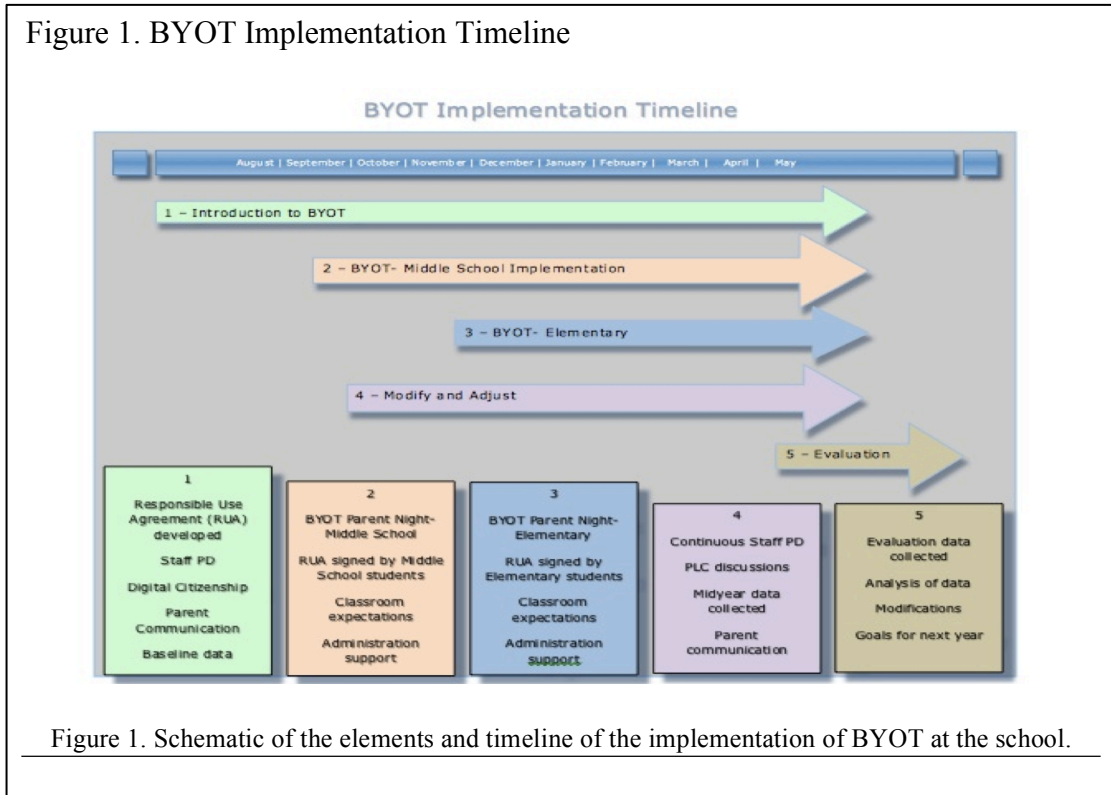 Figure 1. BYOT Implementation Timeline
BYOT Implementation Timeline
August | September | October | November | December | January | February | March | April | May
1 – Introduction to BYOT
2 – BYOT- Middle School Implementation
3 – BYOT- Elementary
4 – Modify and Adjust
5 – Evaluation
1
Responsible Use
Agreement (RUA)
developed
Staff PD
Digital Citizenship
Parent
Communication
Baseline data
2
BYOT Parent Night-
Middle School
RUA signed by Middle
School students
Classroom
expectations
Administration
support
3
BYOT Parent Night-
Elementary
RUA signed by
Elementary students
Classroom
expectations
Administration
support
4
Continuous Staff PD
PLC discussions
Midyear data
collected
Parent
communication
5
Evaluation data
collected
Analysis of data
Modifications
Goals for next year
Figure 1. Schematic of the elements and timeline of the implementation of BYOT at the school.